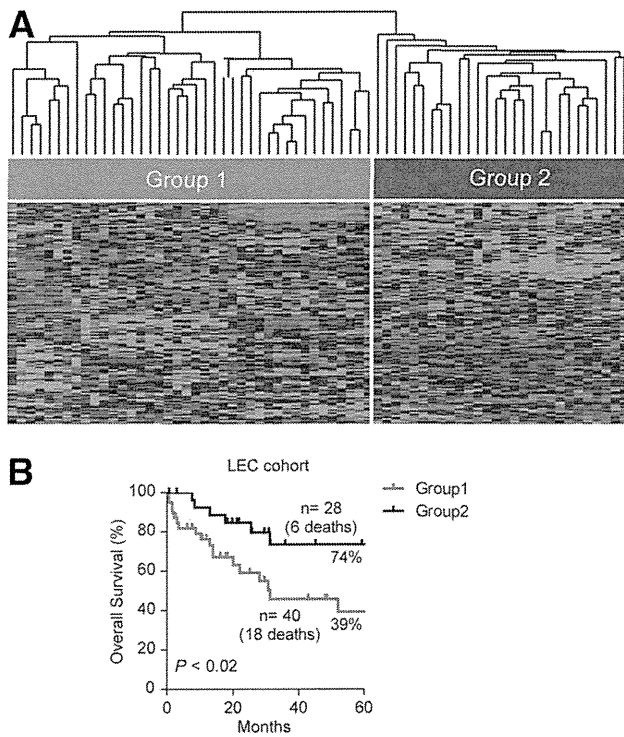 A
Group 1 Group 2
B
LEC cohort
Group1
Group2
Overall Survival (%)
100
80
60
40
20
0
n= 28
(6 deaths)
74%
n= 40
(18 deaths)
39%
P < 0.02
0 20 40 60
Months